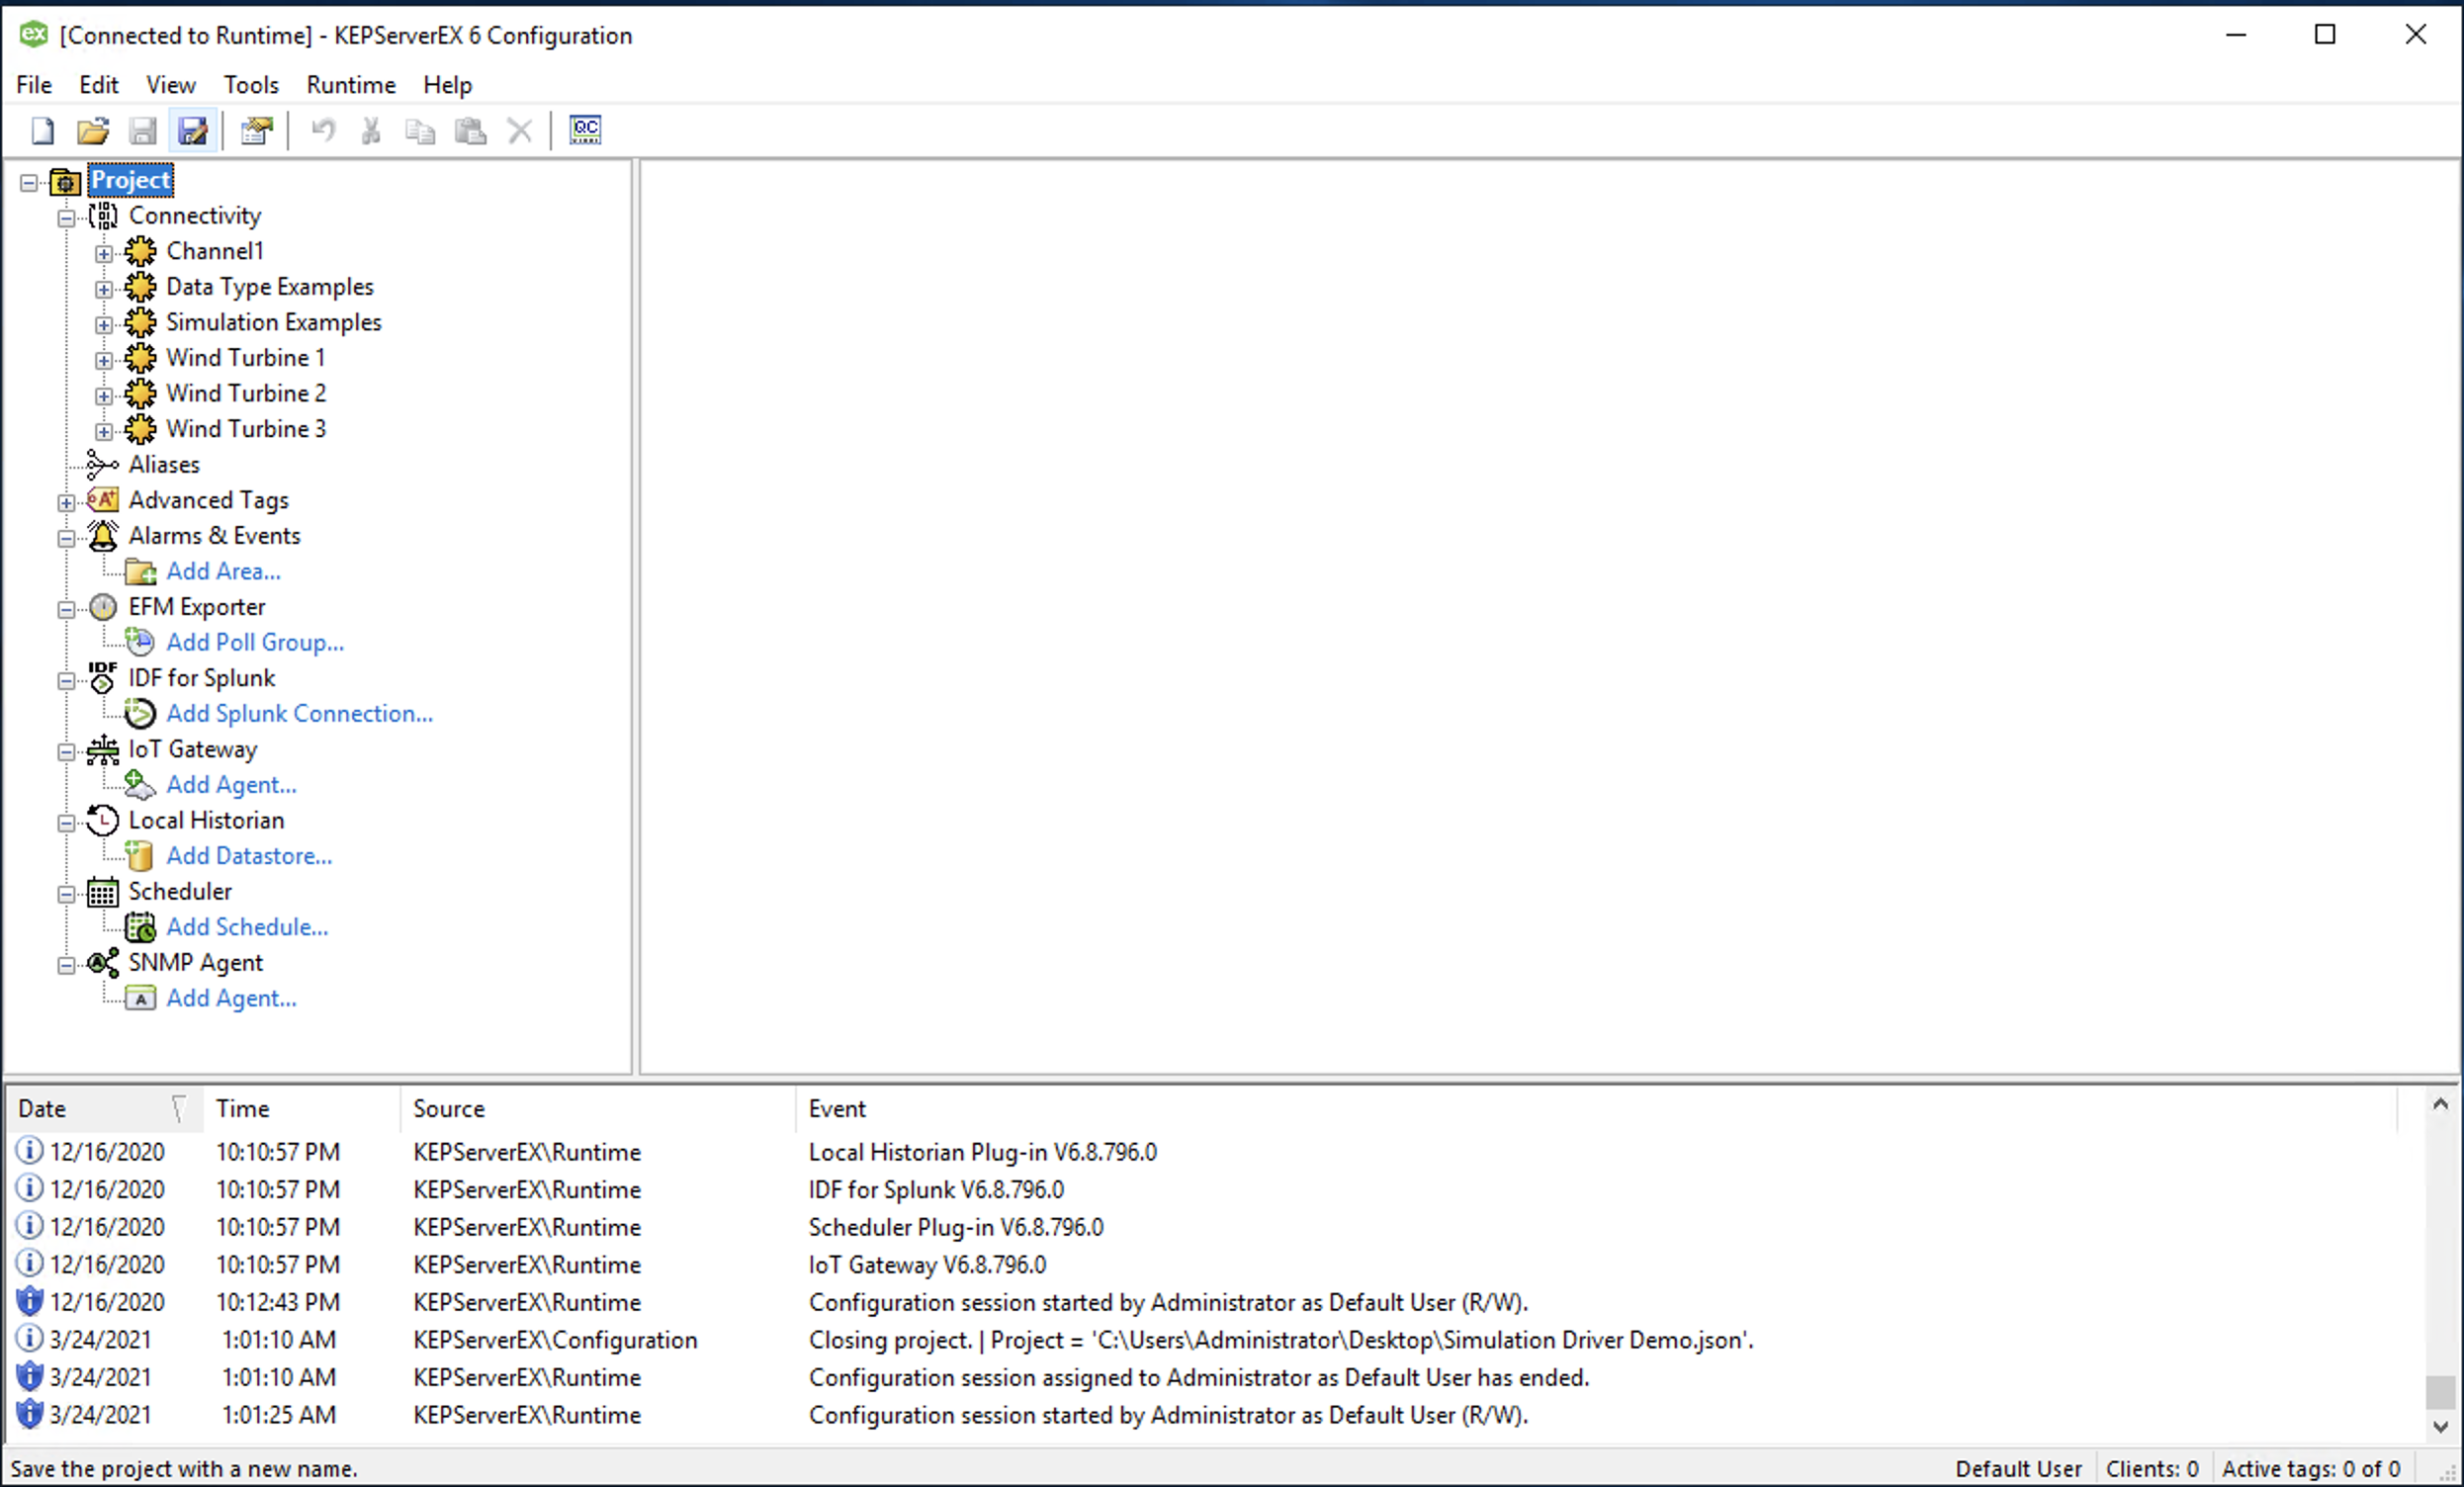 [Connected to Runtime] - KEPServerEX 6 Configuration
File Edit View Tools Runtime Help
QC
Project
Connectivity
Channel1
Data Type Examples
Simulation Examples
Wind Turbine 1
Wind Turbine 2
Wind Turbine 3
Aliases
Advanced Tags
Alarms & Events
Add Area...
EFM Exporter
Add Poll Group...
IDF for Splunk
Add Splunk Connection...
IoT Gateway
Add Agent...
Local Historian
Add Datastore...
Scheduler
Add Schedule...
SNMP Agent
Add Agent...
Date Time Source Event
12/16/2020 10:10:57 PM KEPServerEX\Runtime Local Historian Plug-in V6.8.796.0
12/16/2020 10:10:57 PM KEPServerEX\Runtime IDF for Splunk V6.8.796.0
12/16/2020 10:10:57 PM KEPServerEX\Runtime Scheduler Plug-in V6.8.796.0
12/16/2020 10:10:57 PM KEPServerEX\Runtime IoT Gateway V6.8.796.0
12/16/2020 10:12:43 PM KEPServerEX\Runtime Configuration session started by Administrator as Default User (R/W).
3/24/2021 1:01:10 AM KEPServerEX\Configuration Closing project. | Project = 'C:\Users\Administrator\Desktop\Simulation Driver Demo.json'.
3/24/2021 1:01:10 AM KEPServerEX\Runtime Configuration session assigned to Administrator as Default User has ended.
3/24/2021 1:01:25 AM KEPServerEX\Runtime Configuration session started by Administrator as Default User (R/W).
Save the project with a new name. Default User Clients: 0 Active tags: 0 of 0